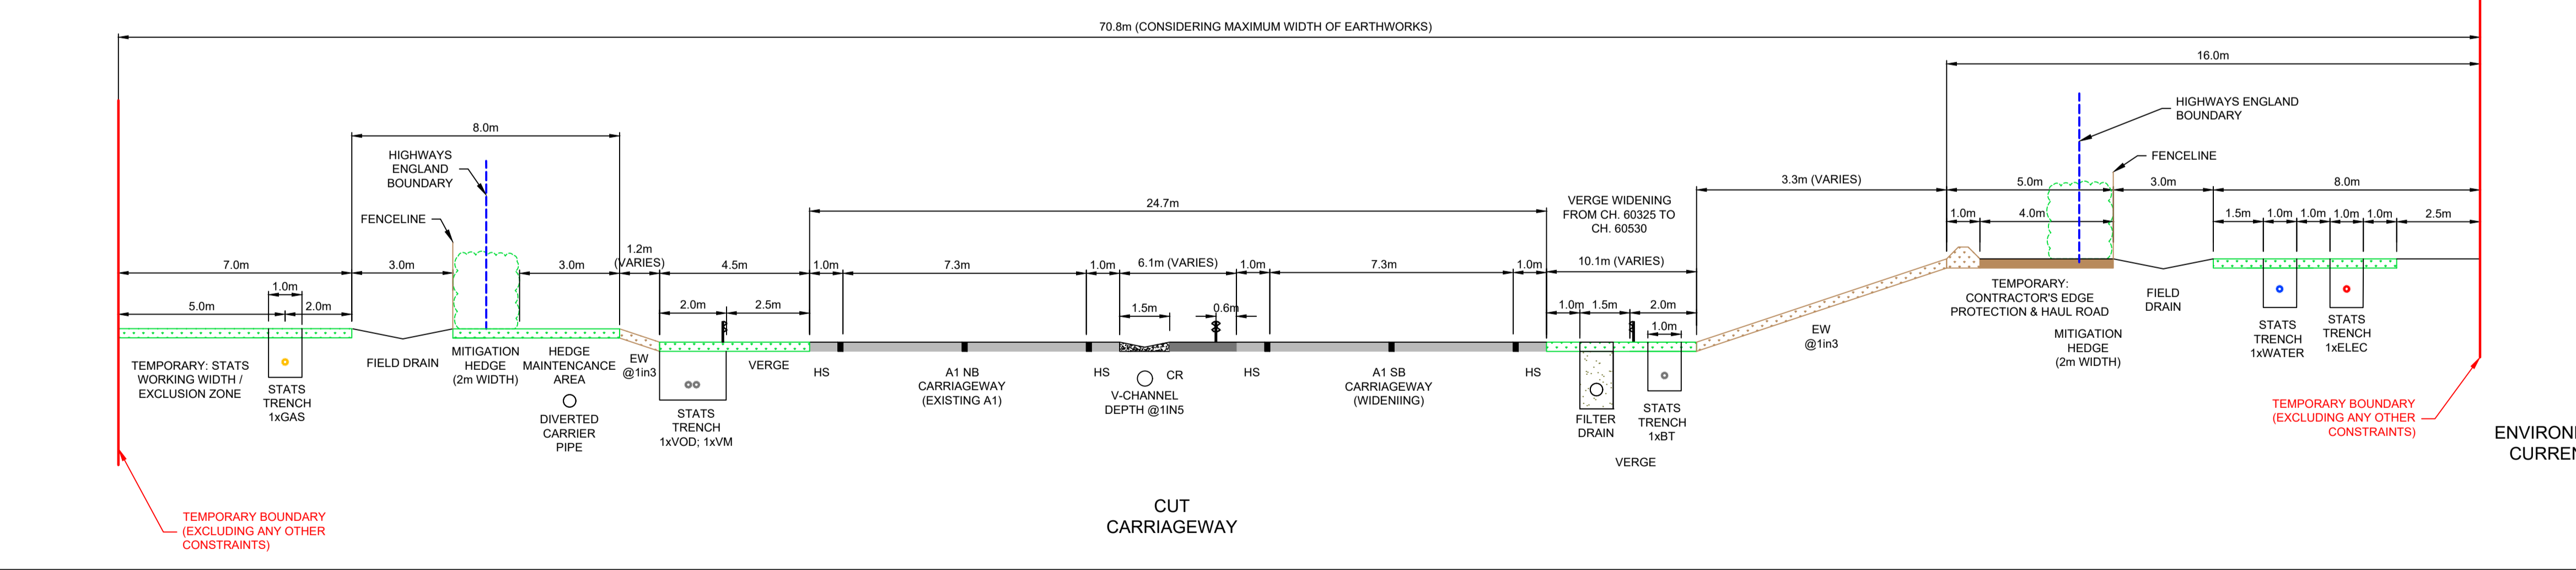 70.8m (CONSIDERING MAXIMUM WIDTH OF EARTHWORKS)
16.0m
8.0m
HIGHWAYS
ENGLAND
BOUNDARY
FENCELINE
HIGHWAYS ENGLAND
BOUNDARY
FENCELINE
24.7m
VERGE WIDENING
FROM CH. 60325 TO
CH. 60530
3.3m (VARIES)
5.0m
3.0m
8.0m
1.0m
4.0m
1.5m
1.0m
1.0m
1.0m
1.0m
2.5m
7.0m
3.0m
3.0m
1.2m
(VARIES)
4.5m
1.0m
7.3m
1.0m
6.1m (VARIES)
1.0m
7.3m
1.0m
10.1m (VARIES)
5.0m
1.0m
2.0m
2.0m
2.5m
1.5m
0.6m
1.0m
1.5m
2.0m
1.0m
TEMPORARY: STATS
WORKING WIDTH /
EXCLUSION ZONE
STATS
TRENCH
1xGAS
FIELD DRAIN
MITIGATION
HEDGE
(2m WIDTH)
HEDGE
MAINTENCANCE
AREA
DIVERTED
CARRIER
PIPE
EW
@1in3
STATS
TRENCH
1xVOD; 1xVM
VERGE
HS
A1 NB
CARRIAGEWAY
(EXISTING A1)
HS
V-CHANNEL
DEPTH @1IN5
CR
HS
A1 SB
CARRIAGEWAY
(WIDENIING)
HS
FILTER
DRAIN
STATS
TRENCH
1xBT
VERGE
EW
@1in3
TEMPORARY:
CONTRACTOR'S EDGE
PROTECTION & HAUL ROAD
MITIGATION
HEDGE
(2m WIDTH)
FIELD
DRAIN
STATS
TRENCH
1xWATER
STATS
TRENCH
1xELEC
TEMPORARY BOUNDARY
(EXCLUDING ANY OTHER
CONSTRAINTS)
TEMPORARY BOUNDARY
(EXCLUDING ANY OTHER
CONSTRAINTS)
CUT
CARRIAGEWAY